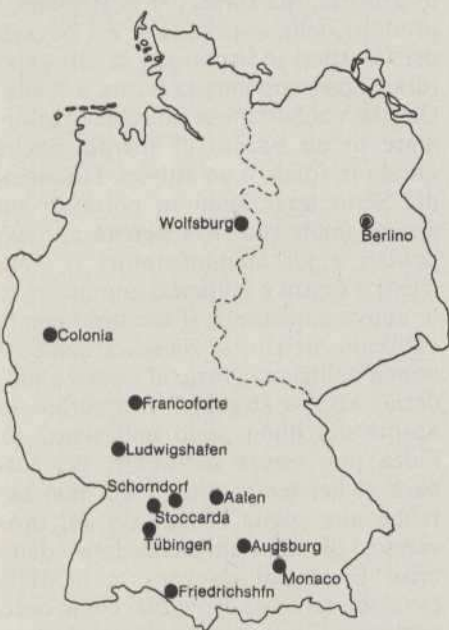 Wolfsburg
Berlino
Colonia
Francoforte
Ludwigshafen
Schorndorf
Aalen
Stoccarda
Tübingen
Augsburg
Monaco
Friedrichshfn